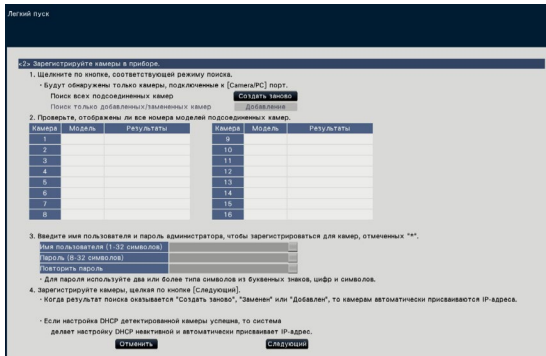 Легкий пуск
<2> Зарегистрируйте камеры в приборе.
1. Щелкните по кнопке, соответствующей режиму поиска.
· Будут обнаружены только камеры, подключенные к [Camera/PC] порт.
Поиск всех подсоединенных камер Создать заново
Поиск только добавленных/замененных камер Добавление
2. Проверьте, отображены ли все номера моделей подсоединенных камер.
Камера Модель Результаты Камера Модель Результаты
1 9
2 10
3 11
4 12
5 13
6 14
7 15
8 16
3. Введите имя пользователя и пароль администратора, чтобы зарегистрироваться для камер, отмеченных "*".
Имя пользователя (1-32 символов)
Пароль (8-32 символов)
Повторить пароль
· Для пароля используйте два или более типа символов из буквенных знаков, цифр и символов.
4. Зарегистрируйте камеры, щелкая по кнопке [Следующий].
· Когда результат поиска оказывается "Создать заново", "Заменен" или "Добавлен", то камерам автоматически присваиваются IP-адреса.
· Если настройка DHCP детектированной камеры успешна, то система
делает настройку DHCP неактивной и автоматически присваивает IP-адрес.
Отменить Следующий